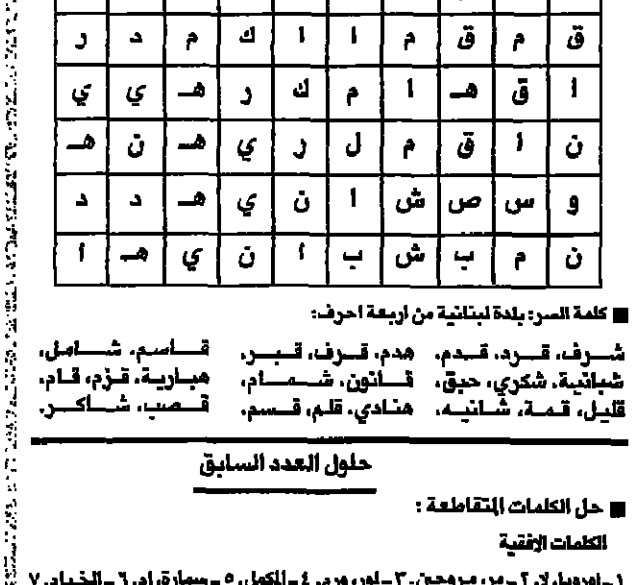 ق م ق م ا ا ك م د ر
ا ق هـ ا م ك ر هـ ي ي
ن ا ق م ل ر ي هـ ن هـ
و س ص ش ا ن ي هـ د د
ن م ب ش ب ا ن ي هـ أ
كلمة السر: بلدة لبنانية من اربعة احرف:
شرف، قرد، قدم، هدم، قرف، قبر، قاسم، شامل،
شبانية، شكري، حيق، قانون، شمام، هبارية، قزم، قام،
قليل، قمة، شانيه، هنادي، قلم، قسم، قصب، شاكر.
حلول العدد السابق
حل الكلمات المتقاطعة :
الكلمات الافقية